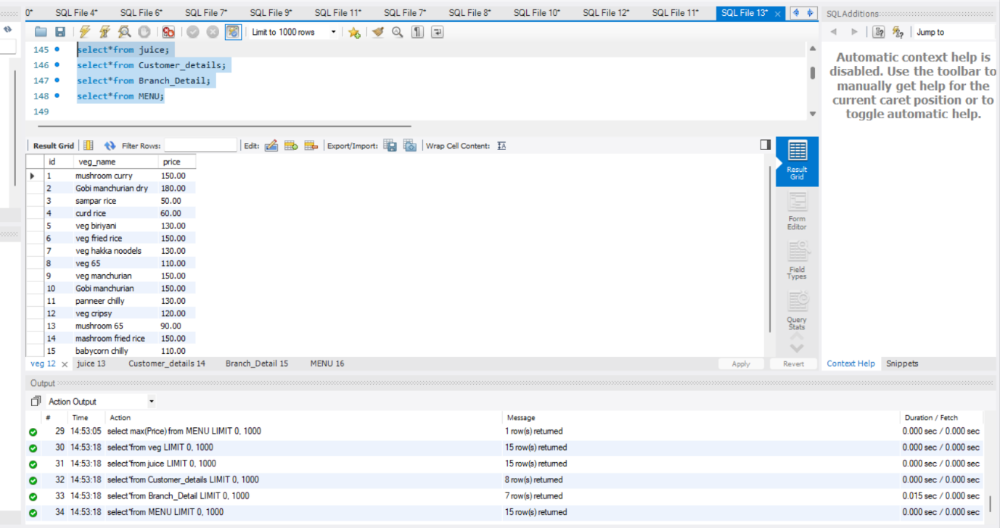 0* SQL File 4* SQL File 6* SQL File 7* SQL File 9* SQL File 11* SQL File 7* SQL File 8* SQL File 10* SQL File 12* SQL File 11* SQL File 13* × SQLAdditions
Limit to 1000 rows
Jump to
145 select*from juice;
146 select*from Customer_details;
147 select*from Branch_Detail;
148 select*from MENU;
149
Automatic context help is
disabled. Use the toolbar to
manually get help for the
current caret position or to
toggle automatic help.
Result Grid Filter Rows: Edit: Export/Import: Wrap Cell Content: IA
id veg_name price
1 mushroom curry 150.00
2 Gobi manchurian dry 180.00
3 sampar rice 50.00
4 curd rice 60.00
5 veg biriyani 130.00
6 veg fried rice 150.00
7 veg hakka noodels 130.00
8 veg 65 110.00
9 veg manchurian 150.00
10 Gobi manchurian 150.00
11 panneer chilly 130.00
12 veg cripsy 120.00
13 mushroom 65 90.00
14 mashroom fried rice 150.00
15 babycorn chilly 110.00
Result
Grid
Form
Editor
Field
Types
Query
Stats
veg 12 × juice 13 Customer_details 14 Branch_Detail 15 MENU 16 Apply Revert Context Help Snippets
Output
Action Output
# Time Action Message Duration / Fetch
29 14:53:05 select max(Price) from MENU LIMIT 0, 1000 1 row(s) returned 0.000 sec / 0.000 sec
30 14:53:18 select*from veg LIMIT 0, 1000 15 row(s) returned 0.000 sec / 0.000 sec
31 14:53:18 select*from juice LIMIT 0, 1000 15 row(s) returned 0.000 sec / 0.000 sec
32 14:53:18 select*from Customer_details LIMIT 0, 1000 8 row(s) returned 0.000 sec / 0.000 sec
33 14:53:18 select*from Branch_Detail LIMIT 0, 1000 7 row(s) returned 0.015 sec / 0.000 sec
34 14:53:18 select*from MENU LIMIT 0, 1000 15 row(s) returned 0.000 sec / 0.000 sec